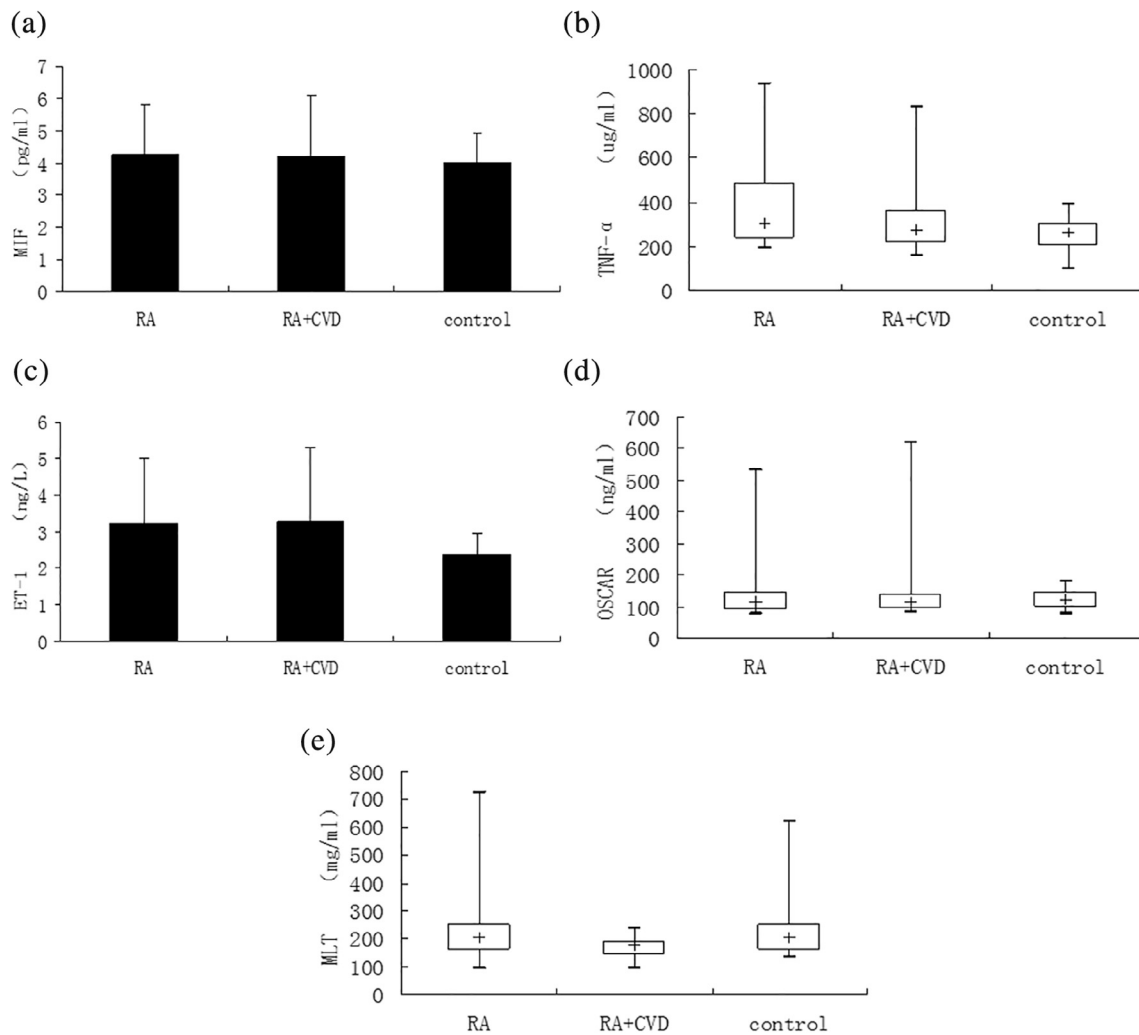 (a)
MIF (pg/ml)
7
6
5
4
3
2
1
0
RA RA+CVD control
(b)
TNF-α (ug/ml)
1000
800
600
400
200
0
RA RA+CVD control
(c)
ET-1 (ng/L)
6
5
4
3
2
1
0
RA RA+CVD control
(d)
OSCAR (ng/ml)
700
600
500
400
300
200
100
0
RA RA+CVD control
(e)
MLT (mg/ml)
800
700
600
500
400
300
200
100
0
RA RA+CVD control